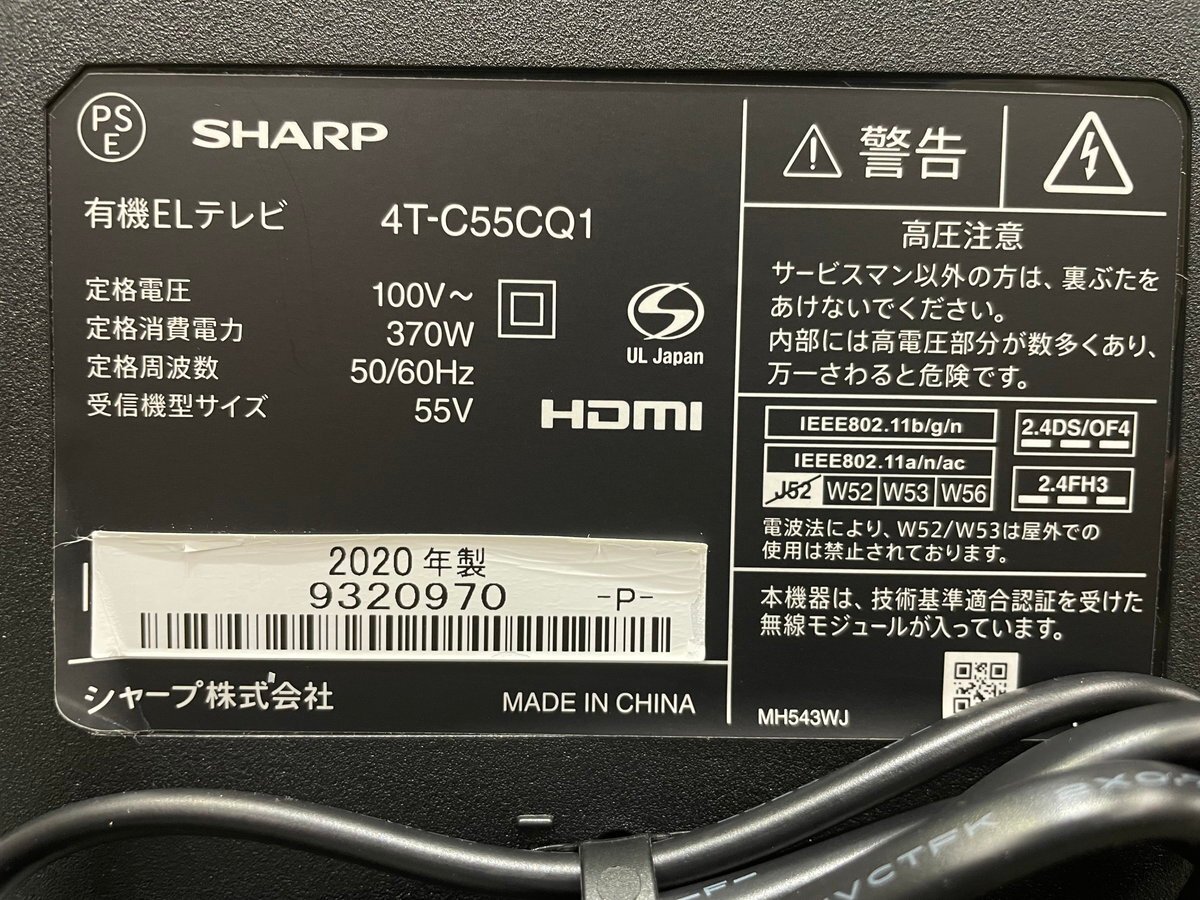 PS
E
SHARP
有機ELテレビ 4T-C55CQ1
定格電圧 100V～
定格消費電力 370W
定格周波数 50/60Hz
受信機型サイズ 55V
UL Japan
HDMI
2020年製
9320970 -P-
シャープ株式会社 MADE IN CHINA
警告
高圧注意
サービスマン以外の方は、裏ぶたを
あけないでください。
内部には高電圧部分が数多くあり、
万一さわると危険です。
IEEE802.11b/g/n
IEEE802.11a/n/ac
J52 W52 W53 W56
2.4DS/OF4
2.4FH3
電波法により、W52/W53は屋外での
使用は禁止されております。
本機器は、技術基準適合認証を受けた
無線モジュールが入っています。
MH543WJ
VCTFK